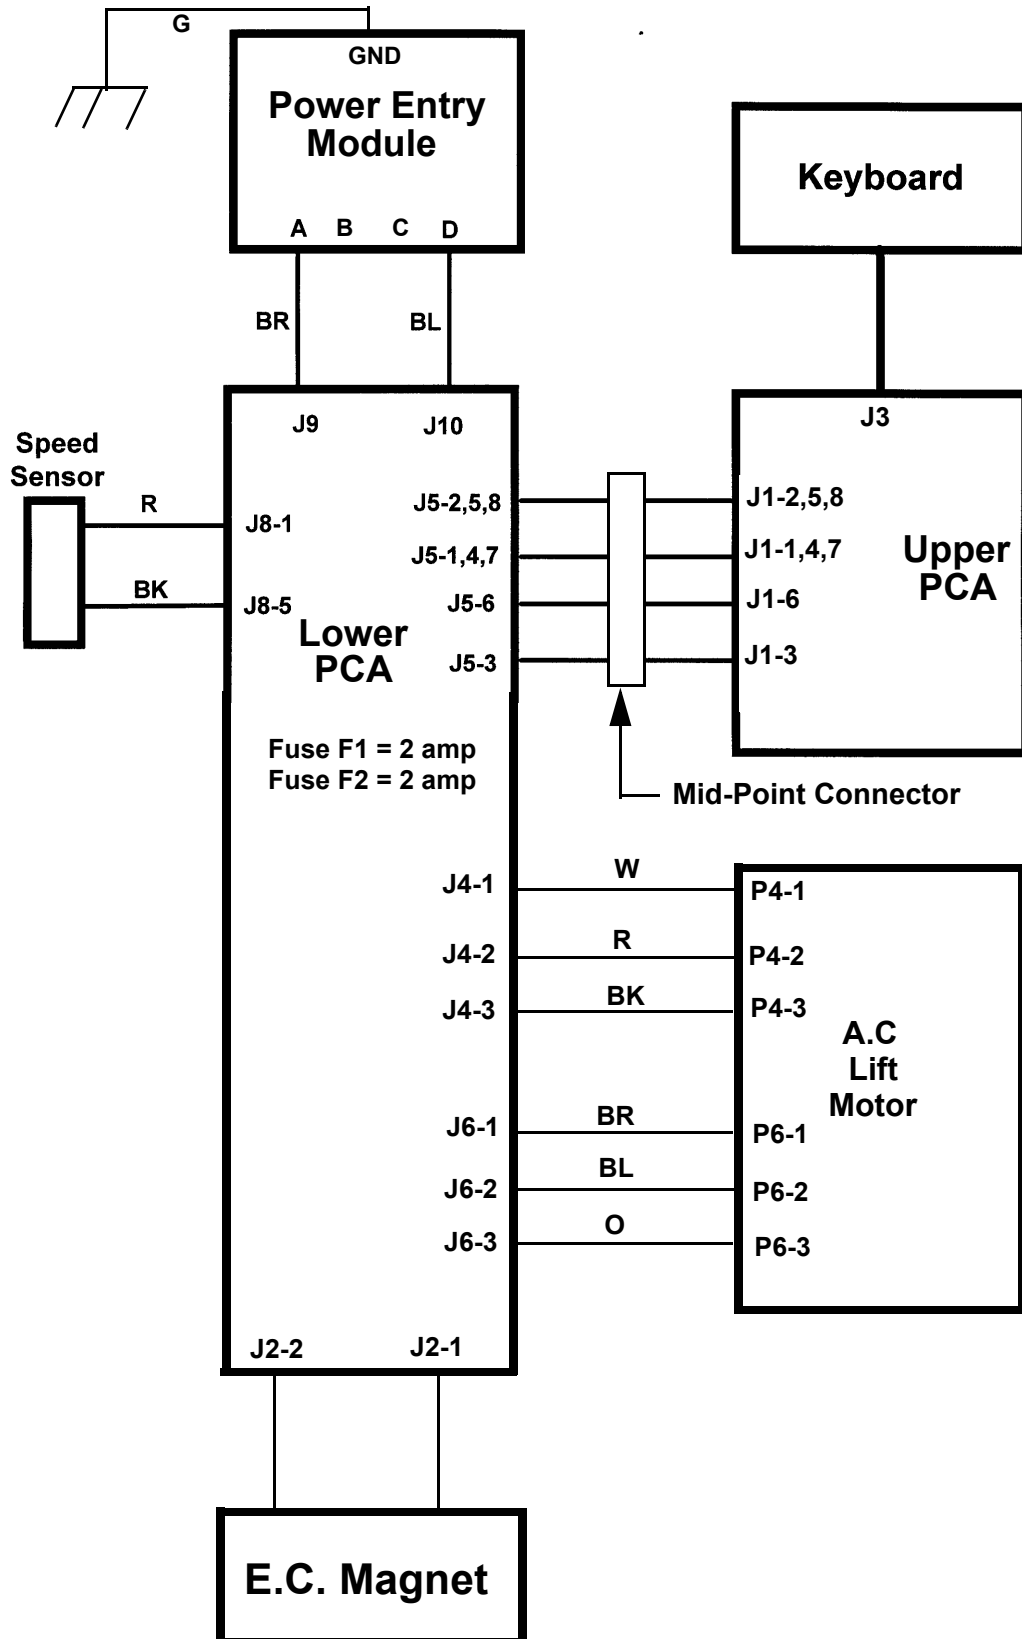 G
GND
Power Entry
Module
A B C D
Keyboard
BR
BL
J9
J10
J3
Speed
Sensor
R
J8-1
BK
J8-5
J5-2,5,8
J5-1,4,7
J5-6
J5-3
J1-2,5,8
J1-1,4,7
J1-6
J1-3
Upper
PCA
Lower
PCA
Fuse F1 = 2 amp
Fuse F2 = 2 amp
Mid-Point Connector
J4-1
W
P4-1
J4-2
R
P4-2
J4-3
BK
P4-3
A.C
Lift
Motor
J6-1
BR
P6-1
J6-2
BL
P6-2
J6-3
O
P6-3
J2-2
J2-1
E.C. Magnet